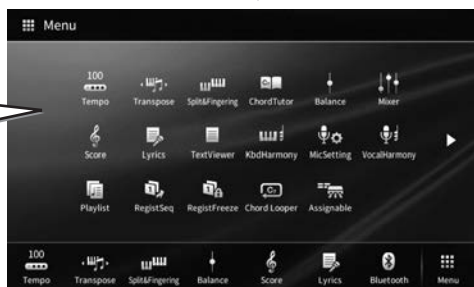 Menu
100
Tempo Transpose Split&Fingering ChordTutor Balance Mixer
Score Lyrics TextViewer KbdHarmony MicSetting VocalHarmony
Playlist RegistSeq RegistFreeze Chord Looper Assignable
100
Tempo Transpose Split&Fingering Balance Score Lyrics Bluetooth Menu